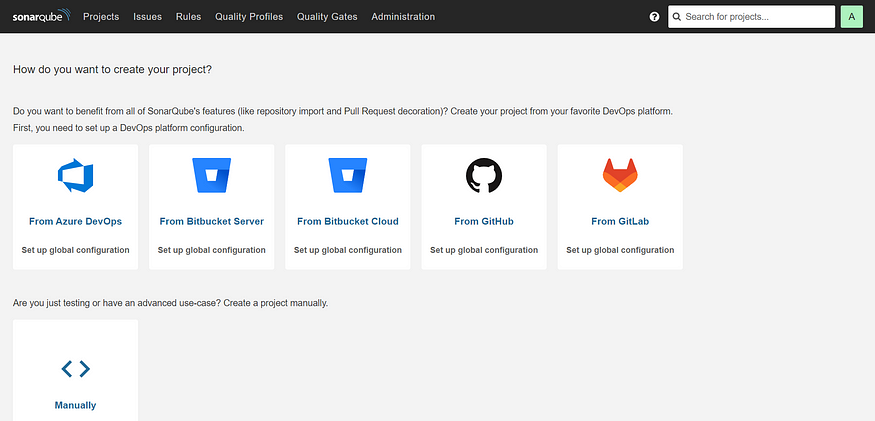 sonarqube Projects Issues Rules Quality Profiles Quality Gates Administration ? Search for projects... A
How do you want to create your project?
Do you want to benefit from all of SonarQube's features (like repository import and Pull Request decoration)? Create your project from your favorite DevOps platform.
First, you need to set up a DevOps platform configuration.
From Azure DevOps From Bitbucket Server From Bitbucket Cloud From GitHub From GitLab
Set up global configuration Set up global configuration Set up global configuration Set up global configuration Set up global configuration
Are you just testing or have an advanced use-case? Create a project manually.
Manually